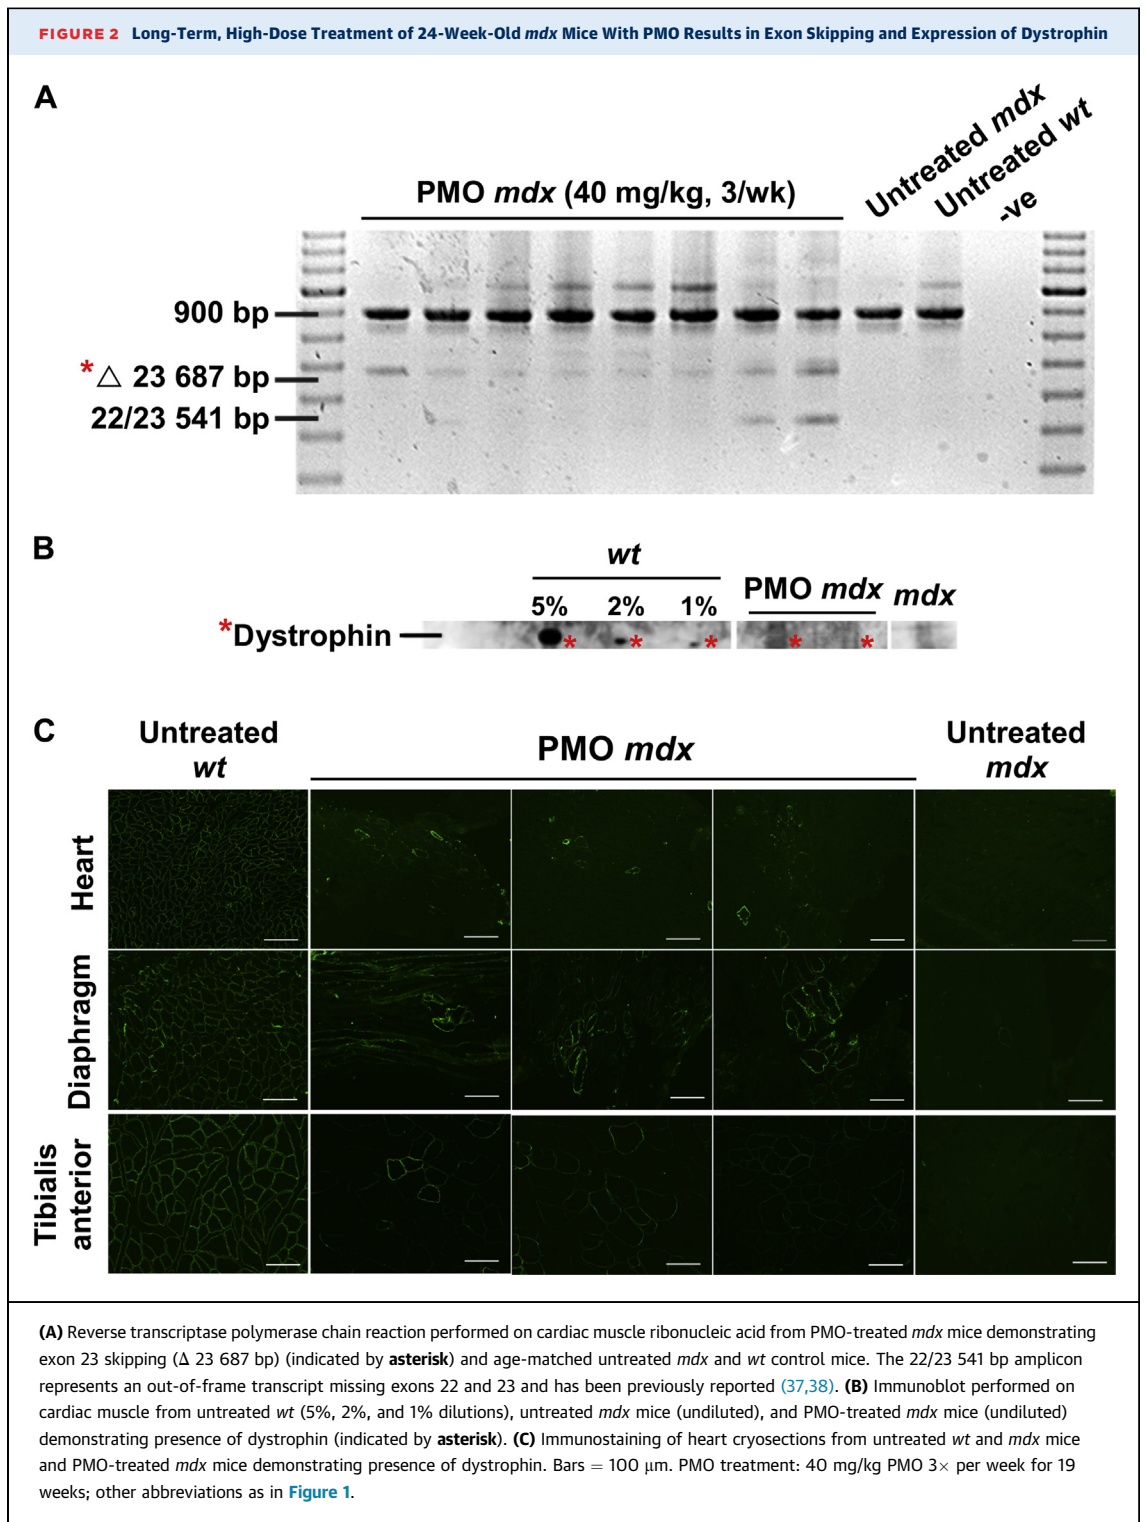 FIGURE 2 Long-Term, High-Dose Treatment of 24-Week-Old mdx Mice With PMO Results in Exon Skipping and Expression of Dystrophin
A
PMO mdx (40 mg/kg, 3/wk)
Untreated mdx
Untreated wt
-ve
900 bp
*△ 23 687 bp
22/23 541 bp
B
wt
5% 2% 1%
PMO mdx
mdx
*Dystrophin
* * * * *
C
Untreated
wt
PMO mdx
Untreated
mdx
Heart
Diaphragm
Tibialis
anterior
(A) Reverse transcriptase polymerase chain reaction performed on cardiac muscle ribonucleic acid from PMO-treated mdx mice demonstrating
exon 23 skipping (Δ 23 687 bp) (indicated by asterisk) and age-matched untreated mdx and wt control mice. The 22/23 541 bp amplicon
represents an out-of-frame transcript missing exons 22 and 23 and has been previously reported (37,38). (B) Immunoblot performed on
cardiac muscle from untreated wt (5%, 2%, and 1% dilutions), untreated mdx mice (undiluted), and PMO-treated mdx mice (undiluted)
demonstrating presence of dystrophin (indicated by asterisk). (C) Immunostaining of heart cryosections from untreated wt and mdx mice
and PMO-treated mdx mice demonstrating presence of dystrophin. Bars = 100 μm. PMO treatment: 40 mg/kg PMO 3× per week for 19
weeks; other abbreviations as in Figure 1.